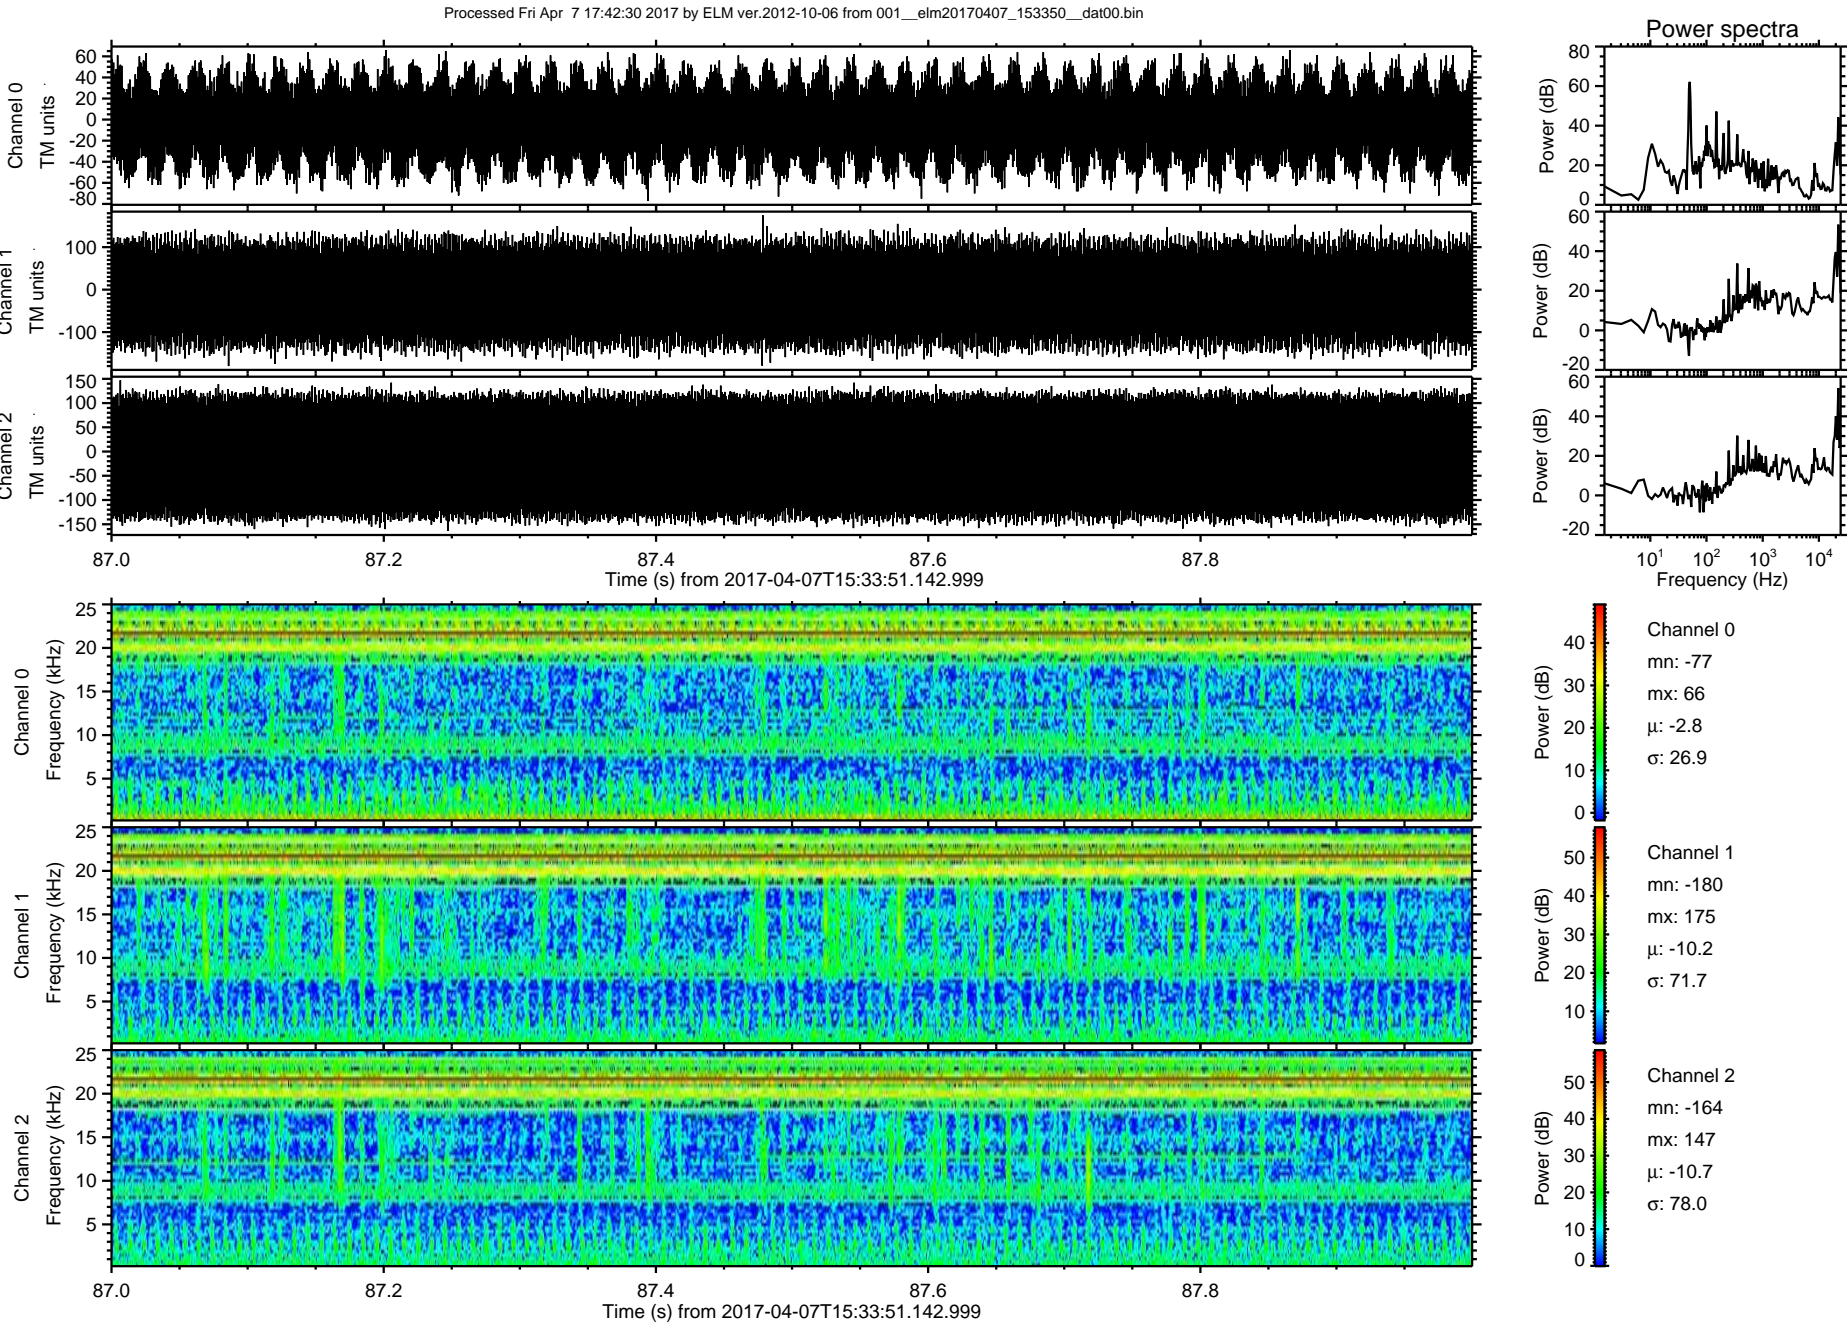 Processed Fri Apr 7 17:42:30 2017 by ELM ver.2012-10-06 from 001__elm20170407_153350__dat00.bin
Power spectra
Channel 0
TM units
60
40
20
0
-20
-40
-60
-80
Power (dB)
80
60
40
20
0
Channel 1
TM units
100
0
-100
Power (dB)
60
40
20
0
-20
Channel 2
TM units
150
100
50
0
-50
-100
-150
Power (dB)
60
40
20
0
-20
87.0 87.2 87.4 87.6 87.8
Time (s) from 2017-04-07T15:33:51.142.999
10¹ 10² 10³ 10⁴
Frequency (Hz)
Channel 0
Frequency (kHz)
25
20
15
10
5
Power (dB)
40
30
20
10
0
Channel 0
mn: -77
mx: 66
μ: -2.8
σ: 26.9
Channel 1
Frequency (kHz)
25
20
15
10
5
Power (dB)
50
40
30
20
10
Channel 1
mn: -180
mx: 175
μ: -10.2
σ: 71.7
Channel 2
Frequency (kHz)
25
20
15
10
5
Power (dB)
50
40
30
20
10
0
Channel 2
mn: -164
mx: 147
μ: -10.7
σ: 78.0
87.0 87.2 87.4 87.6 87.8
Time (s) from 2017-04-07T15:33:51.142.999